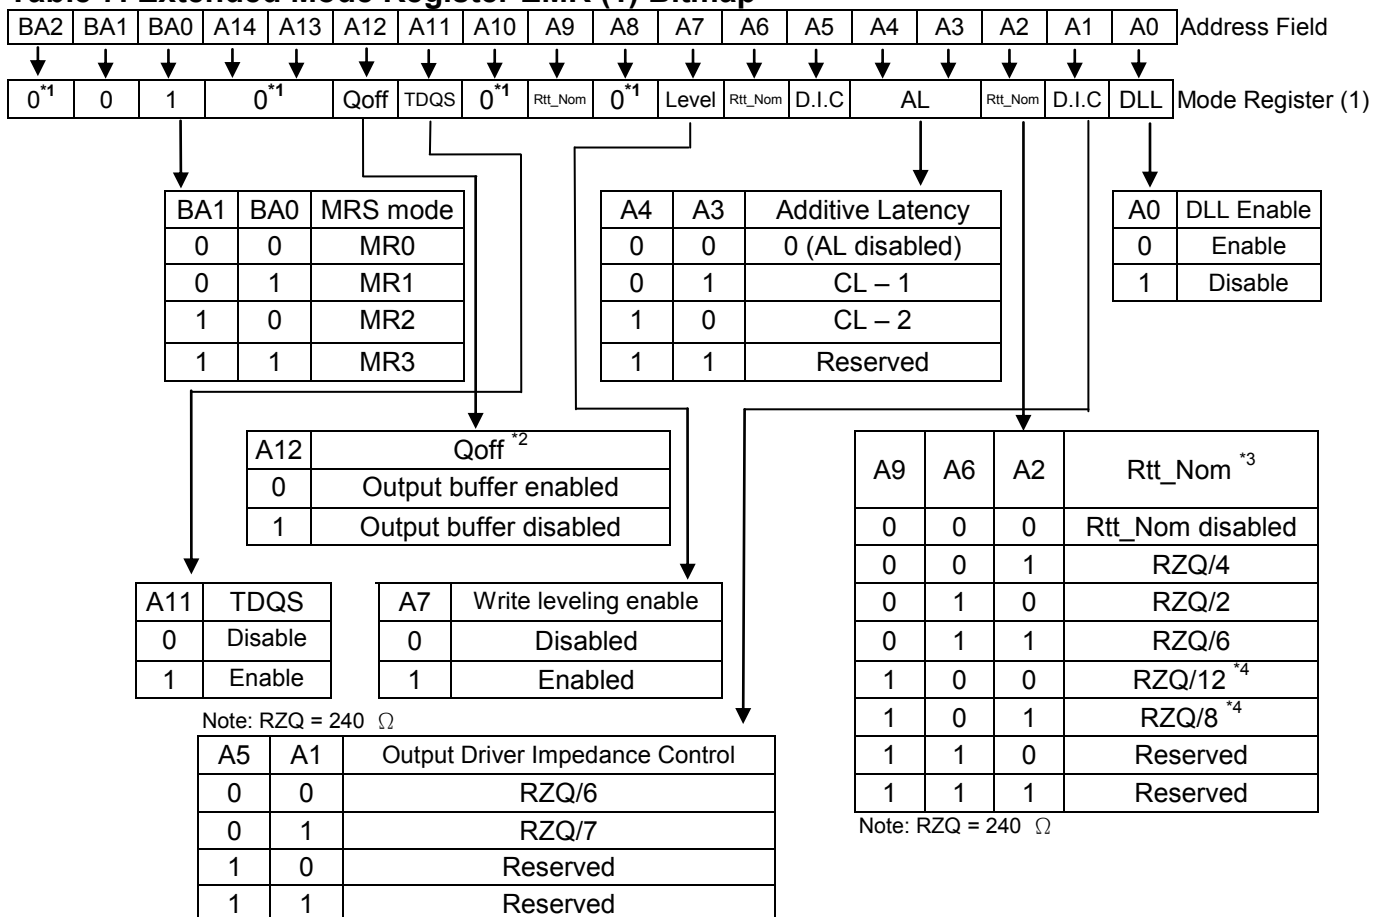 Table 7. Extended Mode Register EMR (1) Bitmap
BA2 BA1 BA0 A14 A13 A12 A11 A10 A9 A8 A7 A6 A5 A4 A3 A2 A1 A0 Address Field
0*1 0 1 0*1 Qoff TDQS 0*1 Rtt_Nom 0*1 Level Rtt_Nom D.I.C AL Rtt_Nom D.I.C DLL Mode Register (1)
BA1 BA0 MRS mode
0 0 MR0
0 1 MR1
1 0 MR2
1 1 MR3
A4 A3 Additive Latency
0 0 0 (AL disabled)
0 1 CL – 1
1 0 CL – 2
1 1 Reserved
A0 DLL Enable
0 Enable
1 Disable
A12 Qoff *2
0 Output buffer enabled
1 Output buffer disabled
A9 A6 A2 Rtt_Nom *3
0 0 0 Rtt_Nom disabled
0 0 1 RZQ/4
0 1 0 RZQ/2
0 1 1 RZQ/6
1 0 0 RZQ/12 *4
1 0 1 RZQ/8 *4
1 1 0 Reserved
1 1 1 Reserved
Note: RZQ = 240 Ω
A11 TDQS
0 Disable
1 Enable
A7 Write leveling enable
0 Disabled
1 Enabled
Note: RZQ = 240 Ω
A5 A1 Output Driver Impedance Control
0 0 RZQ/6
0 1 RZQ/7
1 0 Reserved
1 1 Reserved